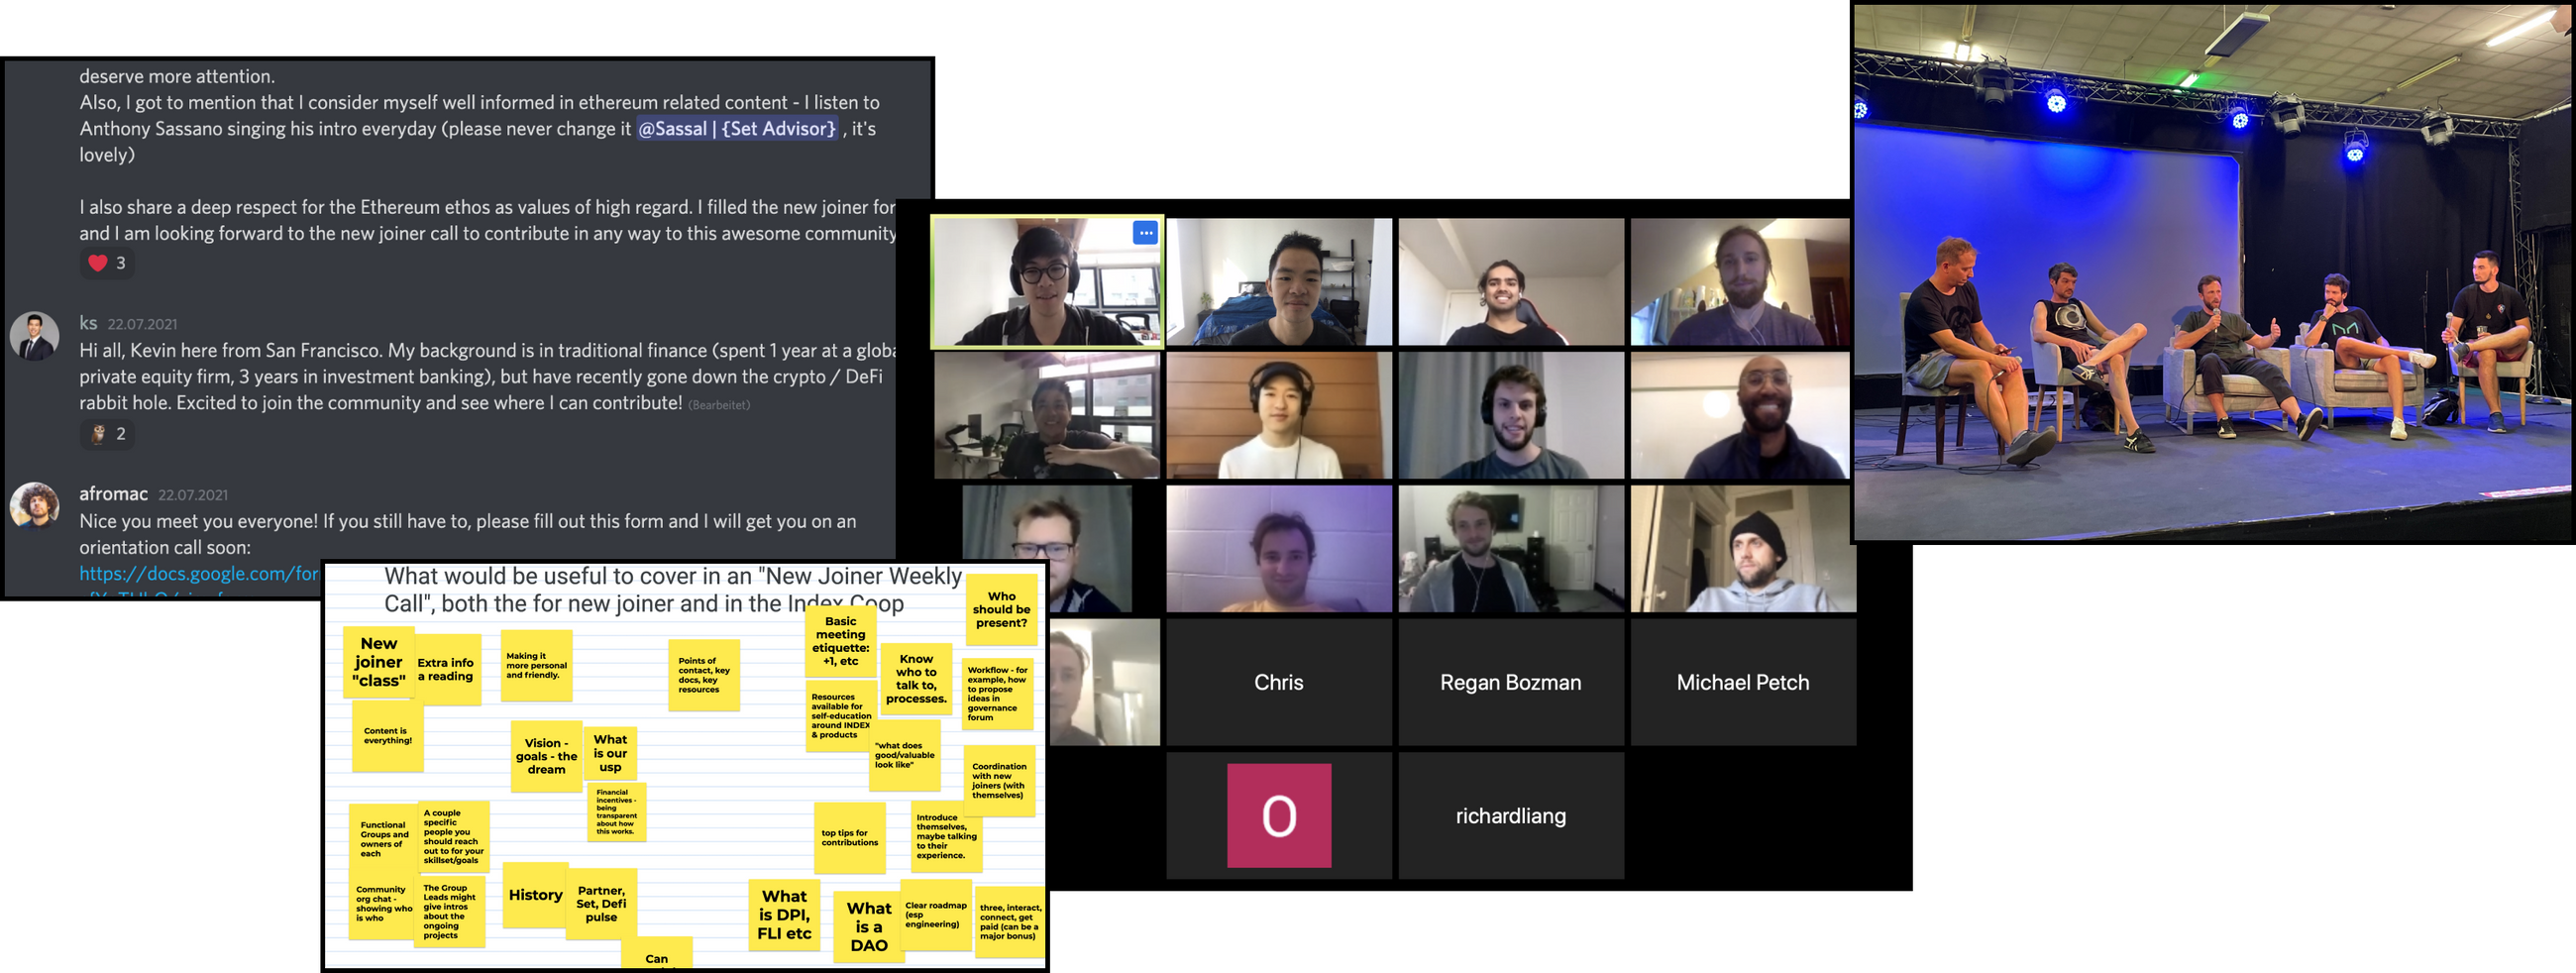 deserve more attention.
Also, I got to mention that I consider myself well informed in ethereum related content - I listen to
Anthony Sassano singing his intro everyday (please never change it @Sassal | {Set Advisor} , it's
lovely)
I also share a deep respect for the Ethereum ethos as values of high regard. I filled the new joiner for
and I am looking forward to the new joiner call to contribute in any way to this awesome community
3
ks 22.07.2021
Hi all, Kevin here from San Francisco. My background is in traditional finance (spent 1 year at a globa
private equity firm, 3 years in investment banking), but have recently gone down the crypto / DeFi
rabbit hole. Excited to join the community and see where I can contribute! (Bearbeitet)
2
afromac 22.07.2021
Nice you meet you everyone! If you still have to, please fill out this form and I will get you on an
orientation call soon:
https://docs.google.com/for
What would be useful to cover in an "New Joiner Weekly
Call", both the for new joiner and in the Index Coop
Who
should be
present?
New
joiner
"class"
Extra info
a reading
Making it
more personal
and friendly.
Points of
contact, key
docs, key
resources
Basic
meeting
etiquette:
+1, etc
Know
who to
talk to,
processes.
Workflow - for
example, how
to propose
ideas in
governance
forum
Content is
everything!
Vision -
goals - the
dream
What
is our
usp
Resources
available for
self-education
around INDEX
& products
"what does
good/valuable
look like"
Coordination
with new
joiners (with
themselves)
Financial
incentives -
being
transparent
about how
this works.
Functional
Groups and
owners of
each
A couple
specific
people you
should reach
out to for your
skillset/goals
top tips for
contributions
Introduce
themselves,
maybe talking
to their
experience.
Community
org chat -
showing who
is who
The Group
Leads might
give intros
about the
ongoing
projects
History
Partner,
Set, Defi
pulse
What
is DPI,
FLI etc
What
is a
DAO
Clear roadmap
(esp
engineering)
three, interact,
connect, get
paid (can be a
major bonus)
Can
Chris
Regan Bozman
Michael Petch
O
richardliang